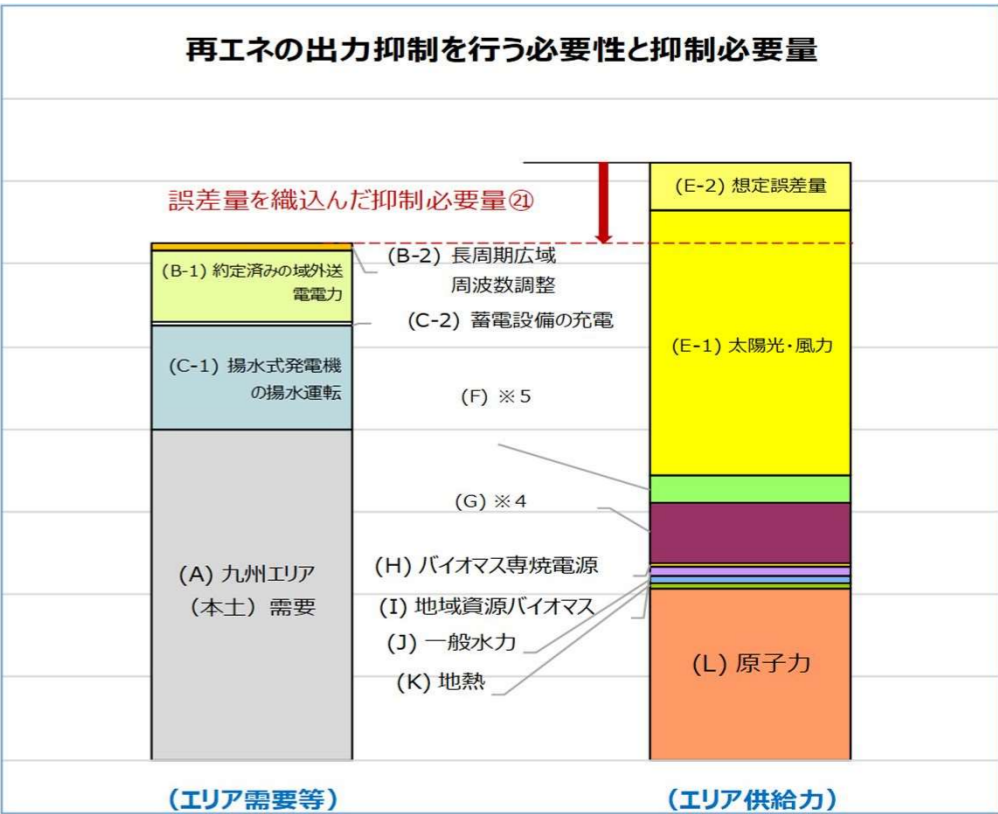 再エネの出力抑制を行う必要性と抑制必要量
誤差量を織込んだ抑制必要量㉑
(B-1) 約定済みの域外送
電電力
(B-2) 長周期広域
周波数調整
(C-2) 蓄電設備の充電
(C-1) 揚水式発電機
の揚水運転
(A) 九州エリア
（本土）需要
(エリア需要等)
(E-2) 想定誤差量
(E-1) 太陽光・風力
(F) ※5
(G) ※4
(H) バイオマス専焼電源
(I) 地域資源バイオマス
(J) 一般水力
(K) 地熱
(L) 原子力
(エリア供給力)